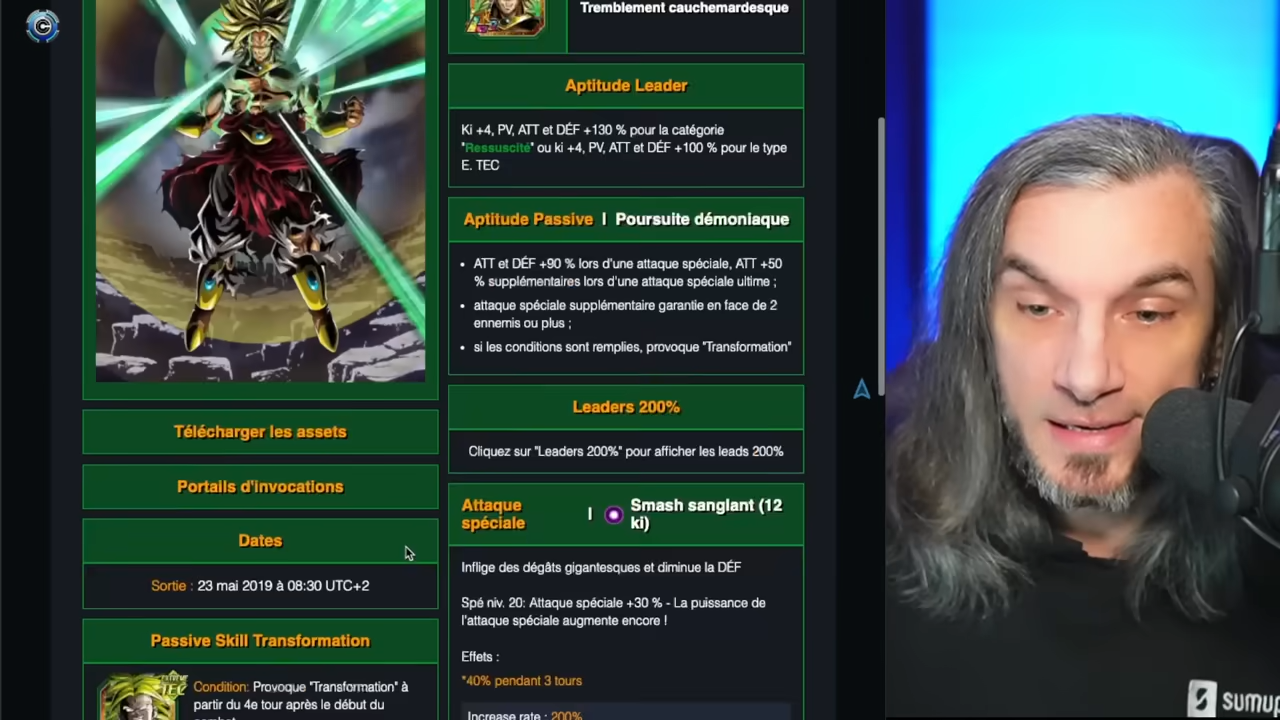 Tremblement cauchemardesque
Aptitude Leader
Ki +4, PV, ATT et DÉF +130 % pour la catégorie
"Ressuscité" ou ki +4, PV, ATT et DÉF +100 % pour le type
E. TEC
Aptitude Passive | Poursuite démoniaque
ATT et DÉF +90 % lors d'une attaque spéciale, ATT +50
% supplémentaires lors d'une attaque spéciale ultime ;
attaque spéciale supplémentaire garantie en face de 2
ennemis ou plus ;
si les conditions sont remplies, provoque "Transformation"
Leaders 200%
Cliquez sur "Leaders 200%" pour afficher les leads 200%
Attaque
spéciale
|
Smash sanglant (12
ki)
Inflige des dégâts gigantesques et diminue la DÉF
Spé niv. 20: Attaque spéciale +30 % - La puissance de
l'attaque spéciale augmente encore !
Effets :
*40% pendant 3 tours
Increase rate : 200%
Télécharger les assets
Portails d'invocations
Dates
Sortie : 23 mai 2019 à 08:30 UTC+2
Passive Skill Transformation
EXTREME
TEC
Condition: Provoque "Transformation" à
partir du 4e tour après le début du
combat
sumup